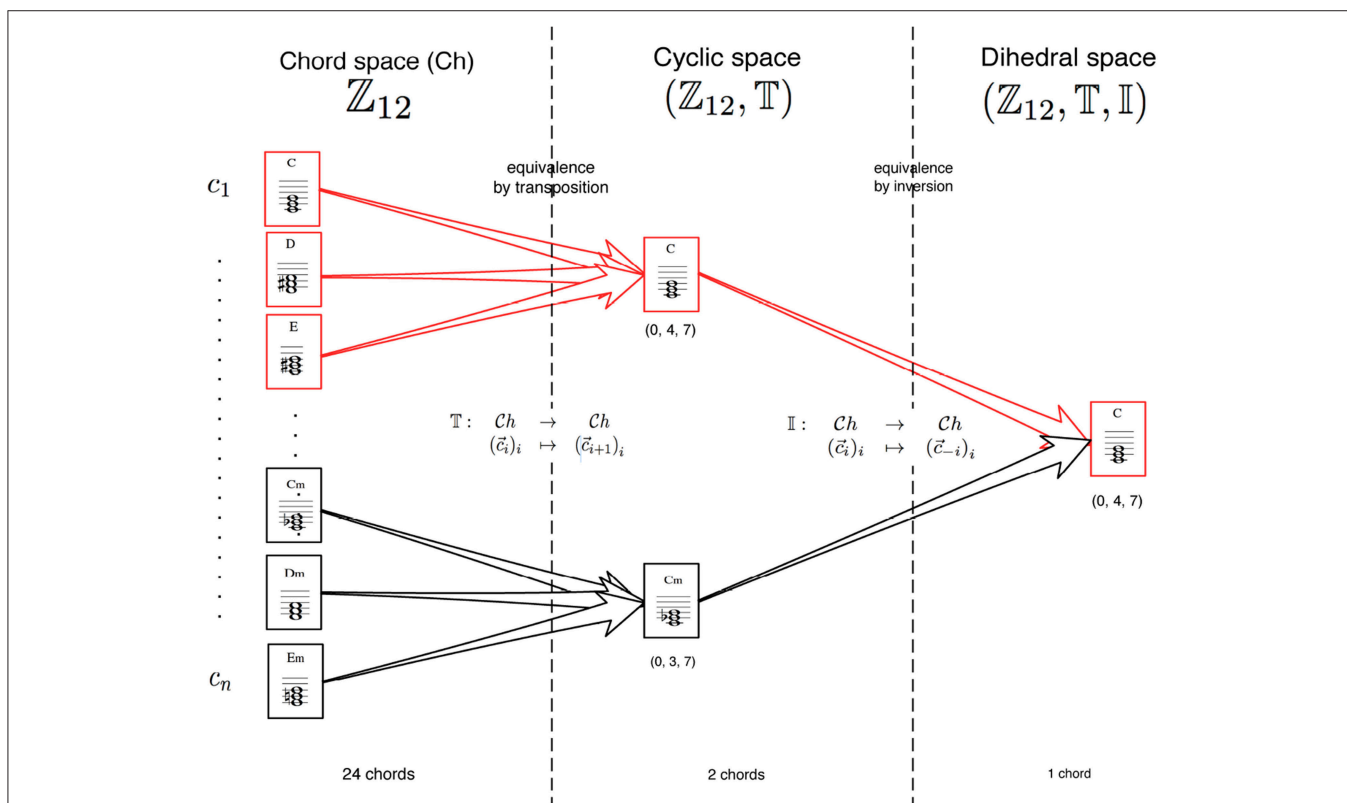 Chord space (Ch)
ℤ₁₂
Cyclic space
(ℤ₁₂, 𝕋)
Dihedral space
(ℤ₁₂, 𝕋, 𝕀)
c₁
C
D
E
equivalence
by transposition
C
(0, 4, 7)
equivalence
by inversion
𝕋 : 𝒞h → 𝒞h
(c⃗ᵢ)ᵢ ↦ (c⃗ᵢ₊₁)ᵢ
𝕀 : 𝒞h → 𝒞h
(c⃗ᵢ)ᵢ ↦ (c⃗₋ᵢ)ᵢ
C
(0, 4, 7)
Cm
Dm
Em
cₙ
Cm
(0, 3, 7)
24 chords
2 chords
1 chord